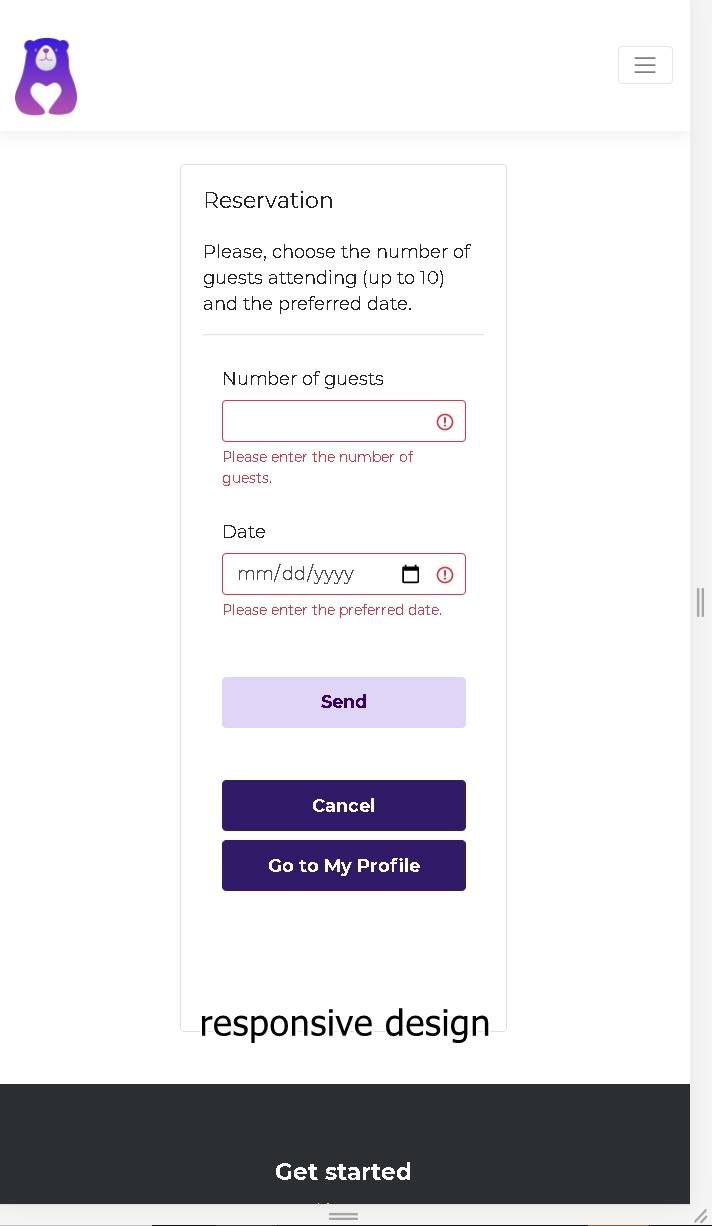 Reservation
Please, choose the number of
guests attending (up to 10)
and the preferred date.
Number of guests
Please enter the number of
guests.
Date
mm/dd/yyyy
Please enter the preferred date.
Send
Cancel
Go to My Profile
responsive design
Get started